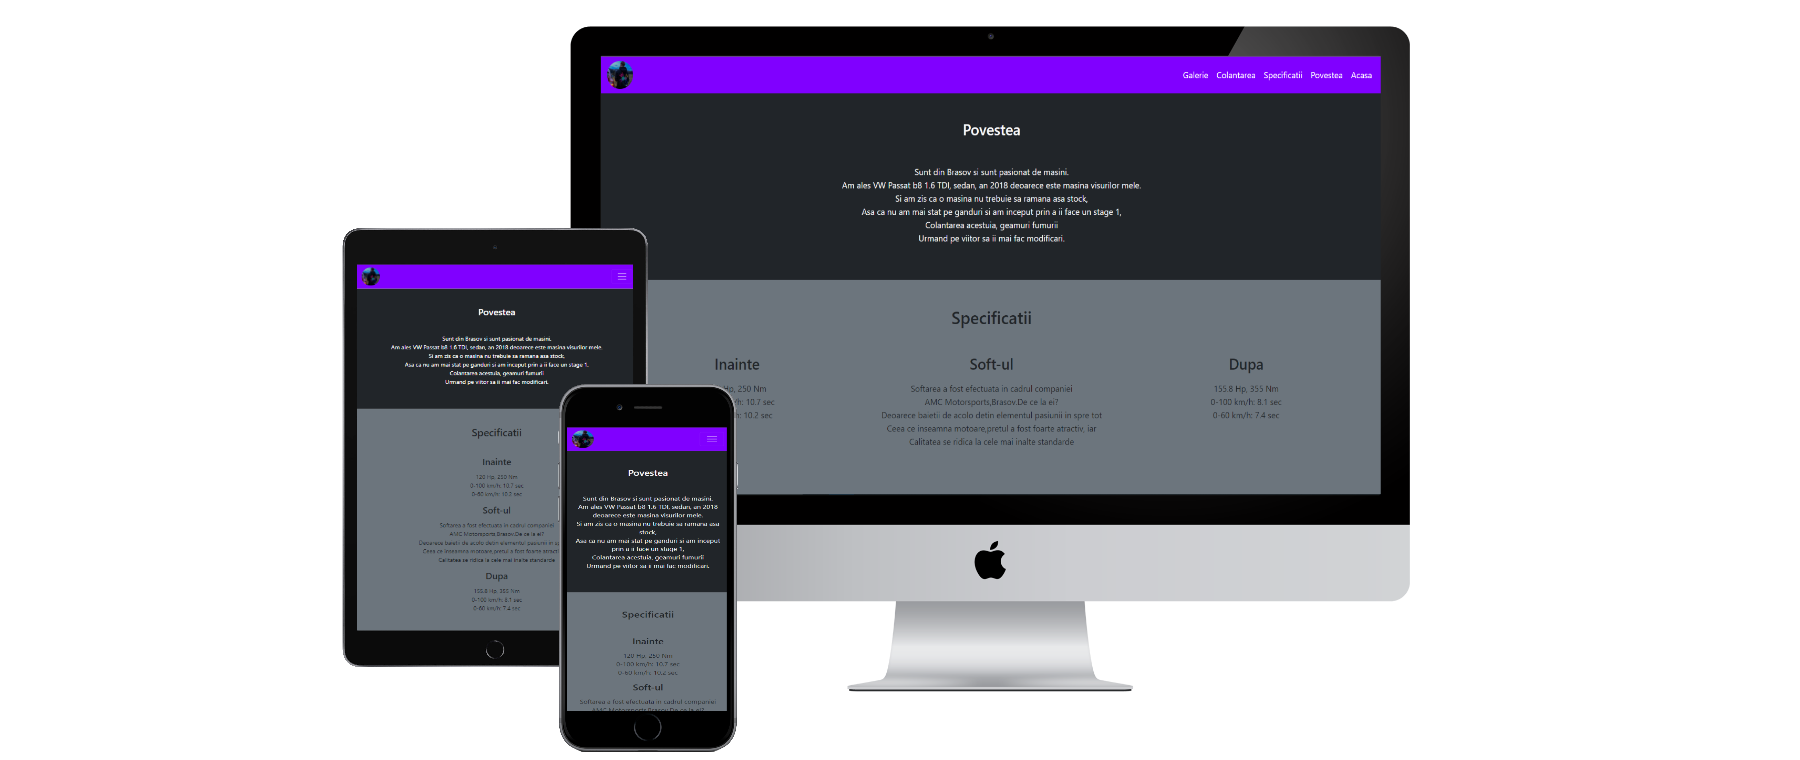 Galerie Colantarea Specificatii Povestea Acasa
Povestea
Sunt din Brasov si sunt pasionat de masini.
Am ales VW Passat b8 1.6 TDI, sedan, an 2018 deoarece este masina visurilor mele.
Si am zis ca o masina nu trebuie sa ramana asa stock,
Asa ca nu am mai stat pe ganduri si am inceput prin a ii face un stage 1,
Colantarea acestuia, geamuri fumurii
Urmand pe viitor sa ii mai fac modificari.
Specificatii
Inainte
Hp, 250 Nm
/h: 10.7 sec
h: 10.2 sec
Soft-ul
Softarea a fost efectuata in cadrul companiei
AMC Motorsports,Brasov.De ce la ei?
Deoarece baietii de acolo detin elementul pasiunii in spre tot
Ceea ce inseamna motoare,pretul a fost foarte atractiv, iar
Calitatea se ridica la cele mai inalte standarde
Dupa
155.8 Hp, 355 Nm
0-100 km/h: 8.1 sec
0-60 km/h: 7.4 sec
Povestea
Sunt din Brasov si sunt pasionat de masini.
Am ales VW Passat b8 1.6 TDI, sedan, an 2018 deoarece este masina visurilor mele.
Si am zis ca o masina nu trebuie sa ramana asa stock,
Asa ca nu am mai stat pe ganduri si am inceput prin a ii face un stage 1,
Colantarea acestuia, geamuri fumurii
Urmand pe viitor sa ii mai fac modificari.
Specificatii
Inainte
120 Hp, 250 Nm
0-100 km/h: 10.7 sec
0-60 km/h: 10.2 sec
Soft-ul
Softarea a fost efectuata in cadrul companiei
AMC Motorsports,Brasov.De ce la ei?
Deoarece baietii de acolo detin elementul pasiunii in sp
Ceea ce inseamna motoare,pretul a fost foarte atracti
Calitatea se ridica la cele mai inalte standarde
Dupa
155.8 Hp, 355 Nm
0-100 km/h: 8.1 sec
0-60 km/h: 7.4 sec
Povestea
Sunt din Brasov si sunt pasionat de masini.
Am ales VW Passat b8 1.6 TDI, sedan, an 2018
deoarece este masina visurilor mele.
Si am zis ca o masina nu trebuie sa ramana asa
stock,
Asa ca nu am mai stat pe ganduri si am inceput
prin a ii face un stage 1,
Colantarea acestuia, geamuri fumurii
Urmand pe viitor sa ii mai fac modificari.
Specificatii
Inainte
120 Hp, 250 Nm
0-100 km/h: 10.7 sec
0-60 km/h: 10.2 sec
Soft-ul
Softarea a fost efectuata in cadrul companiei
AMC Motorsports,Brasov.De ce la ei?